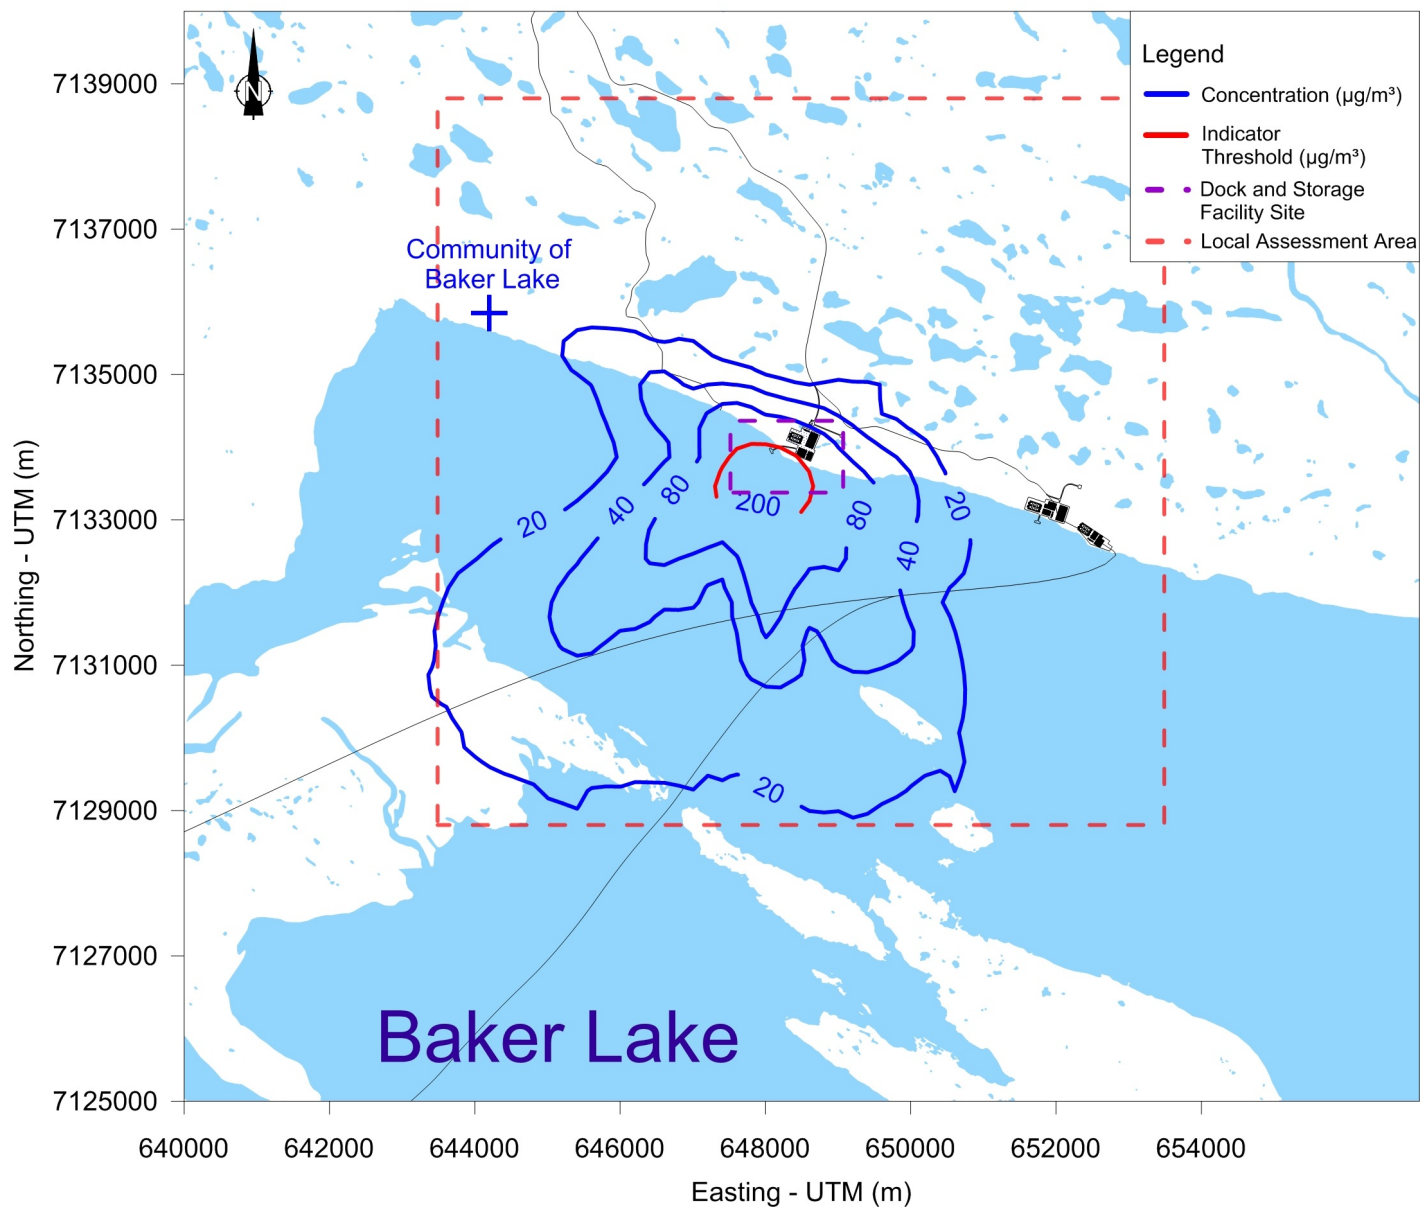 Legend
Concentration (µg/m³)
Indicator
Threshold (µg/m³)
Dock and Storage
Facility Site
Local Assessment Area
N
7139000
7137000
7135000
7133000
7131000
7129000
7127000
7125000
Northing - UTM (m)
Community of
Baker Lake
20
40
80
200
80
40
20
20
Baker Lake
640000
642000
644000
646000
648000
650000
652000
654000
Easting - UTM (m)